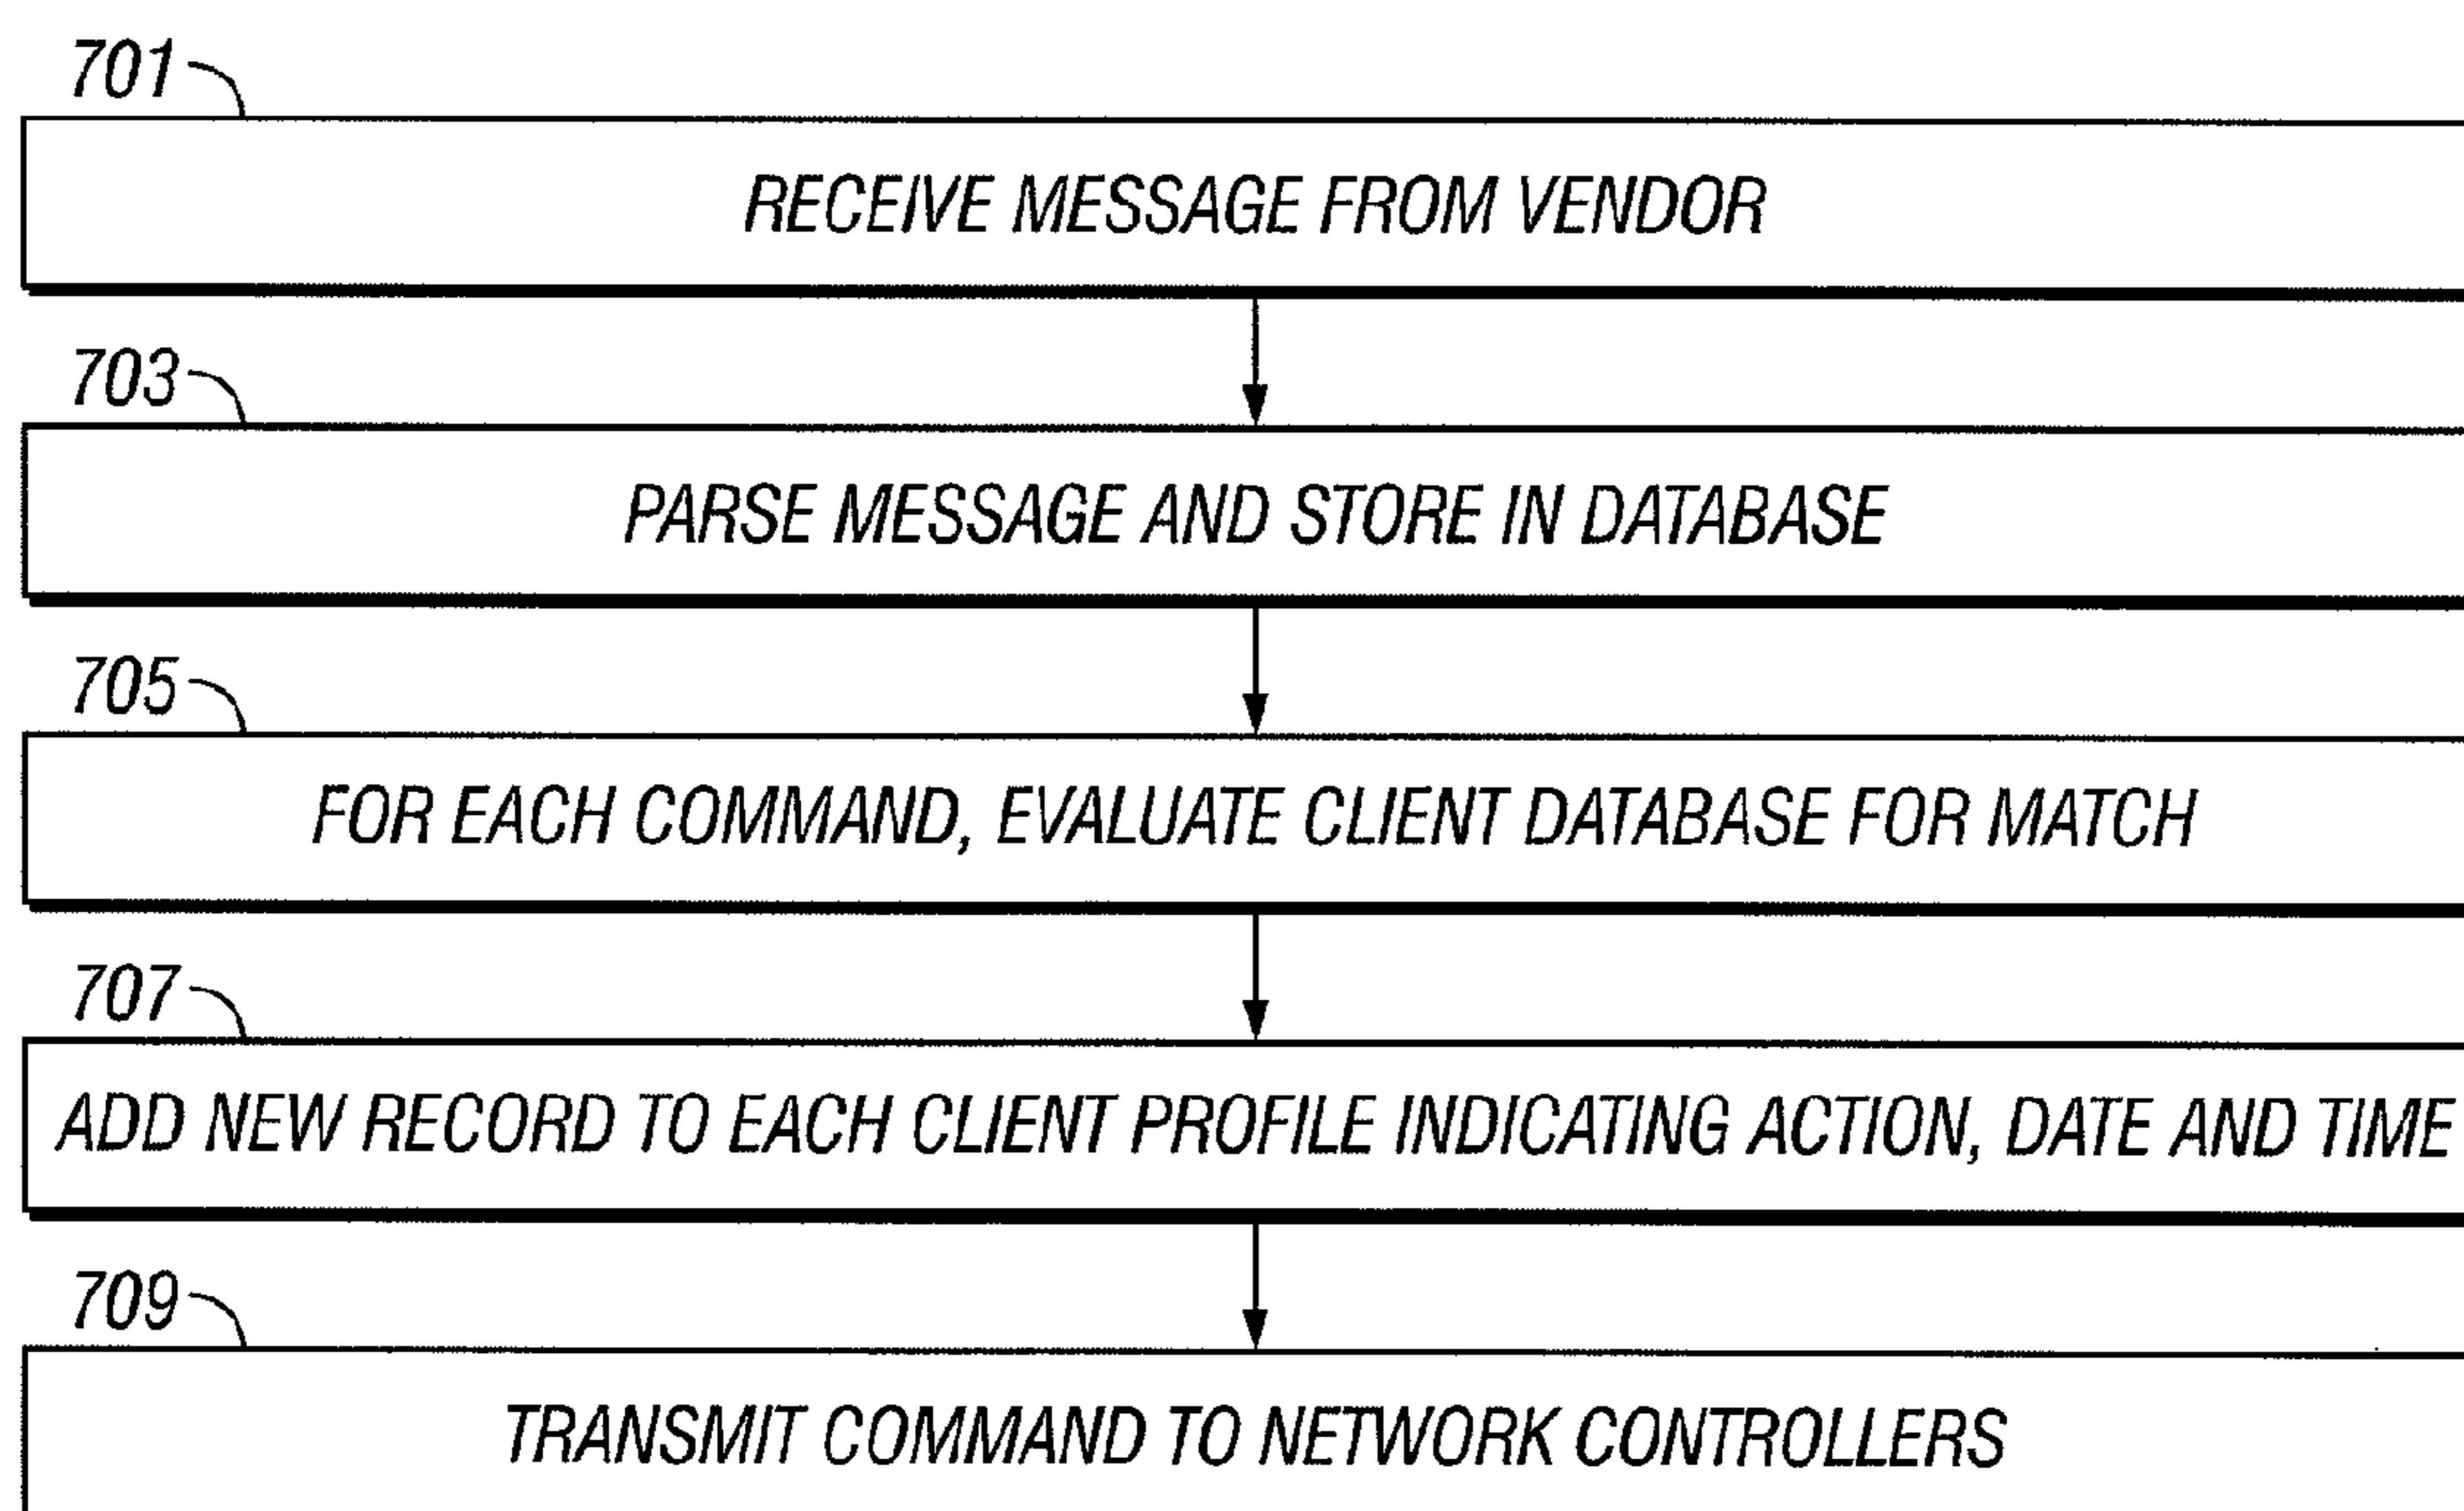 701
RECEIVE MESSAGE FROM VENDOR
703
PARSE MESSAGE AND STORE IN DATABASE
705
FOR EACH COMMAND, EVALUATE CLIENT DATABASE FOR MATCH
707
ADD NEW RECORD TO EACH CLIENT PROFILE INDICATING ACTION, DATE AND TIME
709
TRANSMIT COMMAND TO NETWORK CONTROLLERS